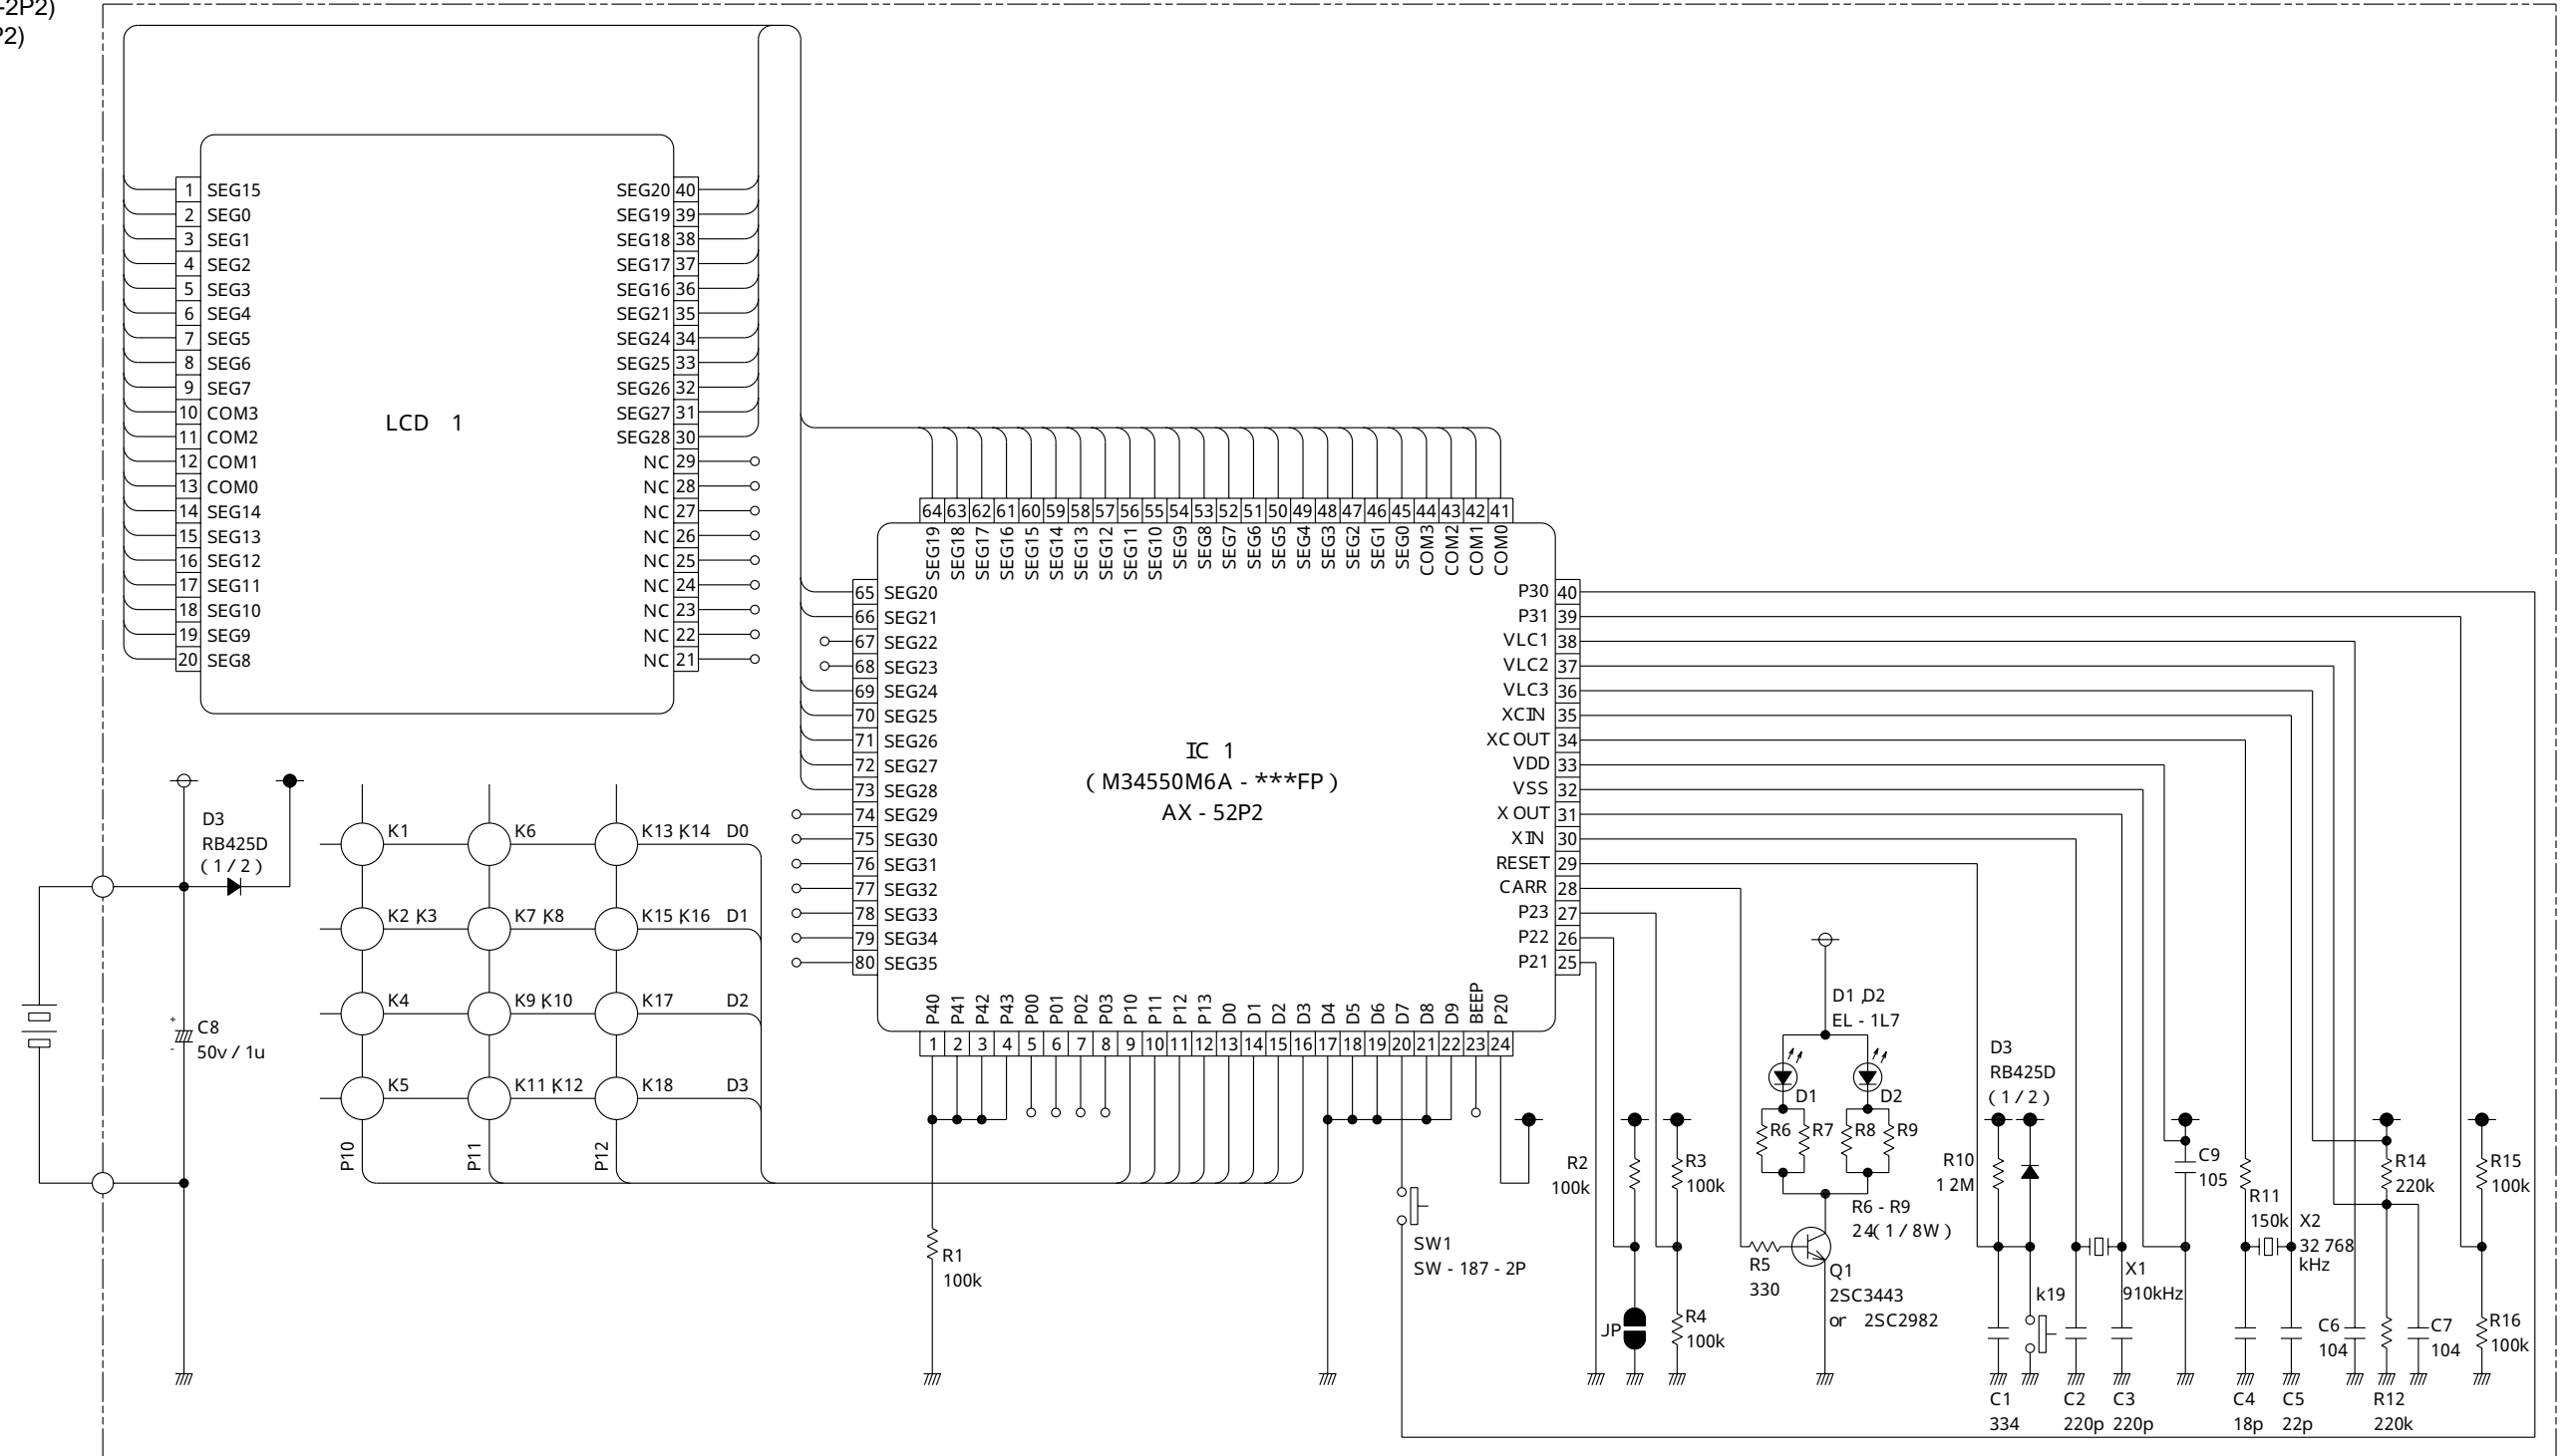 -2P2)
P2)
1 SEG15
2 SEG0
3 SEG1
4 SEG2
5 SEG3
6 SEG4
7 SEG5
8 SEG6
9 SEG7
10 COM3
11 COM2
12 COM1
13 COM0
14 SEG14
15 SEG13
16 SEG12
17 SEG11
18 SEG10
19 SEG9
20 SEG8
LCD 1
SEG20 40
SEG19 39
SEG18 38
SEG17 37
SEG16 36
SEG21 35
SEG24 34
SEG25 33
SEG26 32
SEG27 31
SEG28 30
NC 29
NC 28
NC 27
NC 26
NC 25
NC 24
NC 23
NC 22
NC 21
64 63 62 61 60 59 58 57 56 55 54 53 52 51 50 49 48 47 46 45 44 43 42 41
SEG19 SEG18 SEG17 SEG16 SEG15 SEG14 SEG13 SEG12 SEG11 SEG10 SEG9 SEG8 SEG7 SEG6 SEG5 SEG4 SEG3 SEG2 SEG1 SEG0 COM3 COM2 COM1 COM0
65 SEG20
66 SEG21
67 SEG22
68 SEG23
69 SEG24
70 SEG25
71 SEG26
72 SEG27
73 SEG28
74 SEG29
75 SEG30
76 SEG31
77 SEG32
78 SEG33
79 SEG34
80 SEG35
IC 1
( M34550M6A - ***FP )
AX - 52P2
P30 40
P31 39
VLC1 38
VLC2 37
VLC3 36
XCIN 35
XCOUT 34
VDD 33
VSS 32
XOUT 31
XIN 30
RESET 29
CARR 28
P23 27
P22 26
P21 25
P40 P41 P42 P43 P00 P01 P02 P03 P10 P11 P12 P13 D0 D1 D2 D3 D4 D5 D6 D7 D8 D9 BEEP P20
1 2 3 4 5 6 7 8 9 10 11 12 13 14 15 16 17 18 19 20 21 22 23 24
D3
RB425D
( 1 / 2 )
+
C8
-
50v / 1u
K1 K6 K13,K14 D0
K2,K3 K7,K8 K15,K16 D1
K4 K9,K10 K17 D2
K5 K11,K12 K18 D3
P10 P11 P12
R1
100k
SW1
SW - 187 - 2P
R2
100k
R3
100k
JP
R4
100k
D1,D2
EL - 1L7
D1 D2
R6 R7 R8 R9
R6 - R9
24( 1 / 8W )
R5
330
Q1
2SC3443
or 2SC2982
D3
RB425D
( 1 / 2 )
R10
1 2M
k19
C1
334
X1
910kHz
C2
220p
C3
220p
C9
105
R11
150k
X2
32 768
kHz
C4
18p
C5
22p
C6
104
R14
220k
C7
104
R12
220k
R15
100k
R16
100k